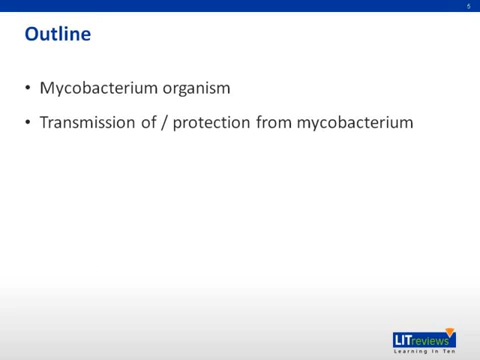 5
Outline
• Mycobacterium organism
• Transmission of / protection from mycobacterium
LITreviews
Learning in Ten